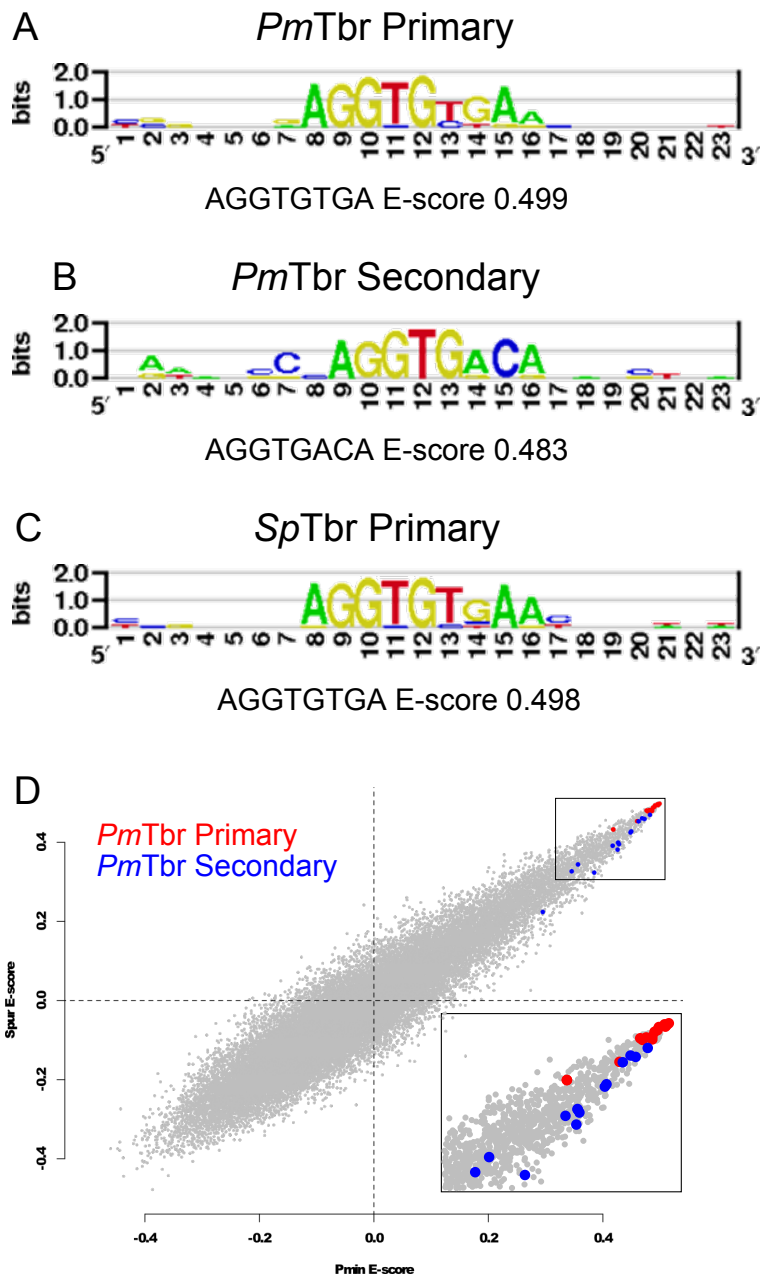 A
PmTbr Primary
bits
2.0
1.0
0.0
AGGTGTGAA
5′ 1 2 3 4 5 6 7 8 9 10 11 12 13 14 15 16 17 18 19 20 21 22 23 3′
AGGTGTGA E-score 0.499
B
PmTbr Secondary
bits
2.0
1.0
0.0
AGGTGACA
5′ 1 2 3 4 5 6 7 8 9 10 11 12 13 14 15 16 17 18 19 20 21 22 23 3′
AGGTGACA E-score 0.483
C
SpTbr Primary
bits
2.0
1.0
0.0
AGGTGTGAA
5′ 1 2 3 4 5 6 7 8 9 10 11 12 13 14 15 16 17 18 19 20 21 22 23 3′
AGGTGTGA E-score 0.498
D
PmTbr Primary
PmTbr Secondary
Spur E-score
0.4
0.2
0.0
-0.2
-0.4
-0.4 -0.2 0.0 0.2 0.4
Pmin E-score